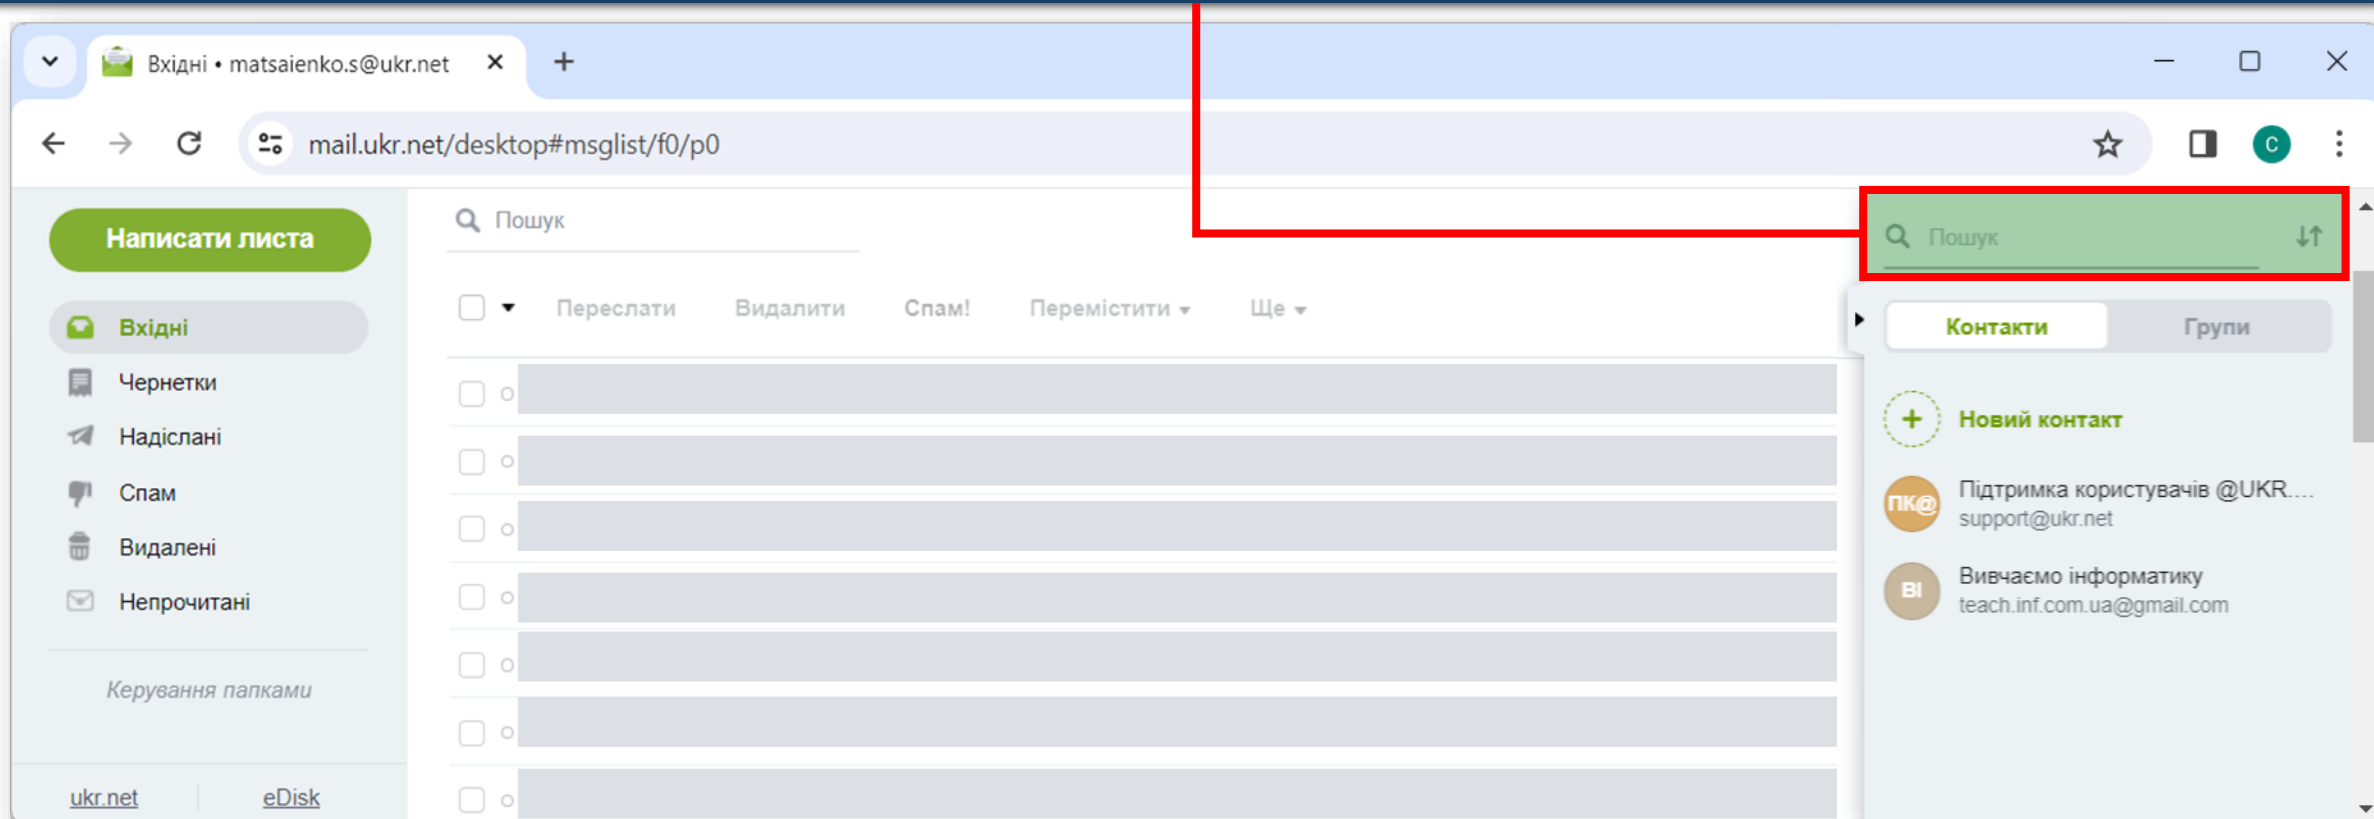 Вхідні • matsaienko.s@ukr.net
mail.ukr.net/desktop#msglist/f0/p0
C
Написати листа
Вхідні
Чернетки
Надіслані
Спам
Видалені
Непрочитані
Керування папками
ukr.net
eDisk
Пошук
Переслати Видалити Спам! Перемістити Ще
Пошук
Контакти Групи
Новий контакт
ПК@
Підтримка користувачів @UKR....
support@ukr.net
ВІ
Вивчаємо інформатику
teach.inf.com.ua@gmail.com